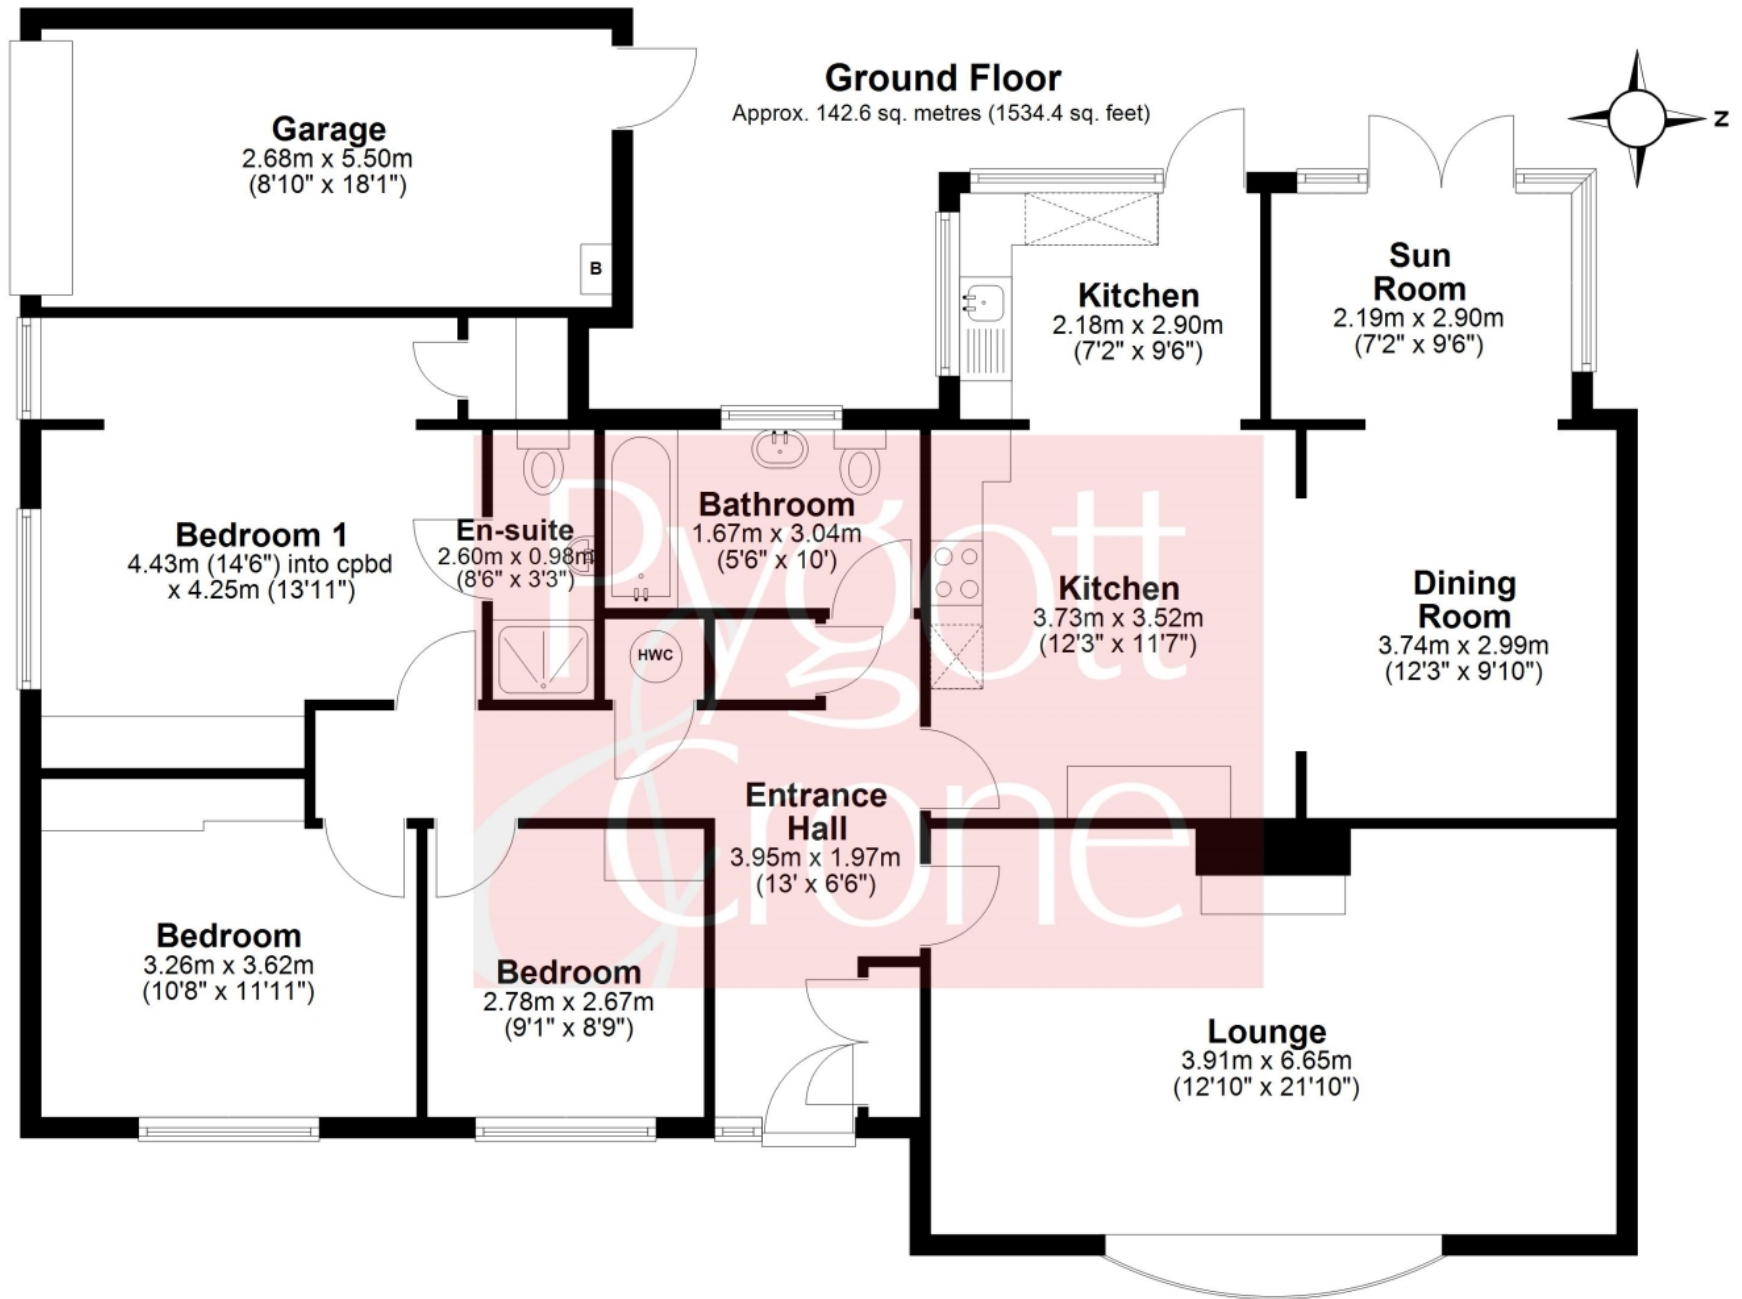 Ground Floor
Approx. 142.6 sq. metres (1534.4 sq. feet)
N
Garage
2.68m x 5.50m
(8'10" x 18'1")
B
Kitchen
2.18m x 2.90m
(7'2" x 9'6")
Sun
Room
2.19m x 2.90m
(7'2" x 9'6")
Bedroom 1
4.43m (14'6") into cpbd
x 4.25m (13'11")
En-suite
2.60m x 0.98m
(8'6" x 3'3")
Bathroom
1.67m x 3.04m
(5'6" x 10')
Kitchen
3.73m x 3.52m
(12'3" x 11'7")
Dining
Room
3.74m x 2.99m
(12'3" x 9'10")
HWC
Entrance
Hall
3.95m x 1.97m
(13' x 6'6")
Bedroom
3.26m x 3.62m
(10'8" x 11'11")
Bedroom
2.78m x 2.67m
(9'1" x 8'9")
Lounge
3.91m x 6.65m
(12'10" x 21'10")
Pygott
Crone